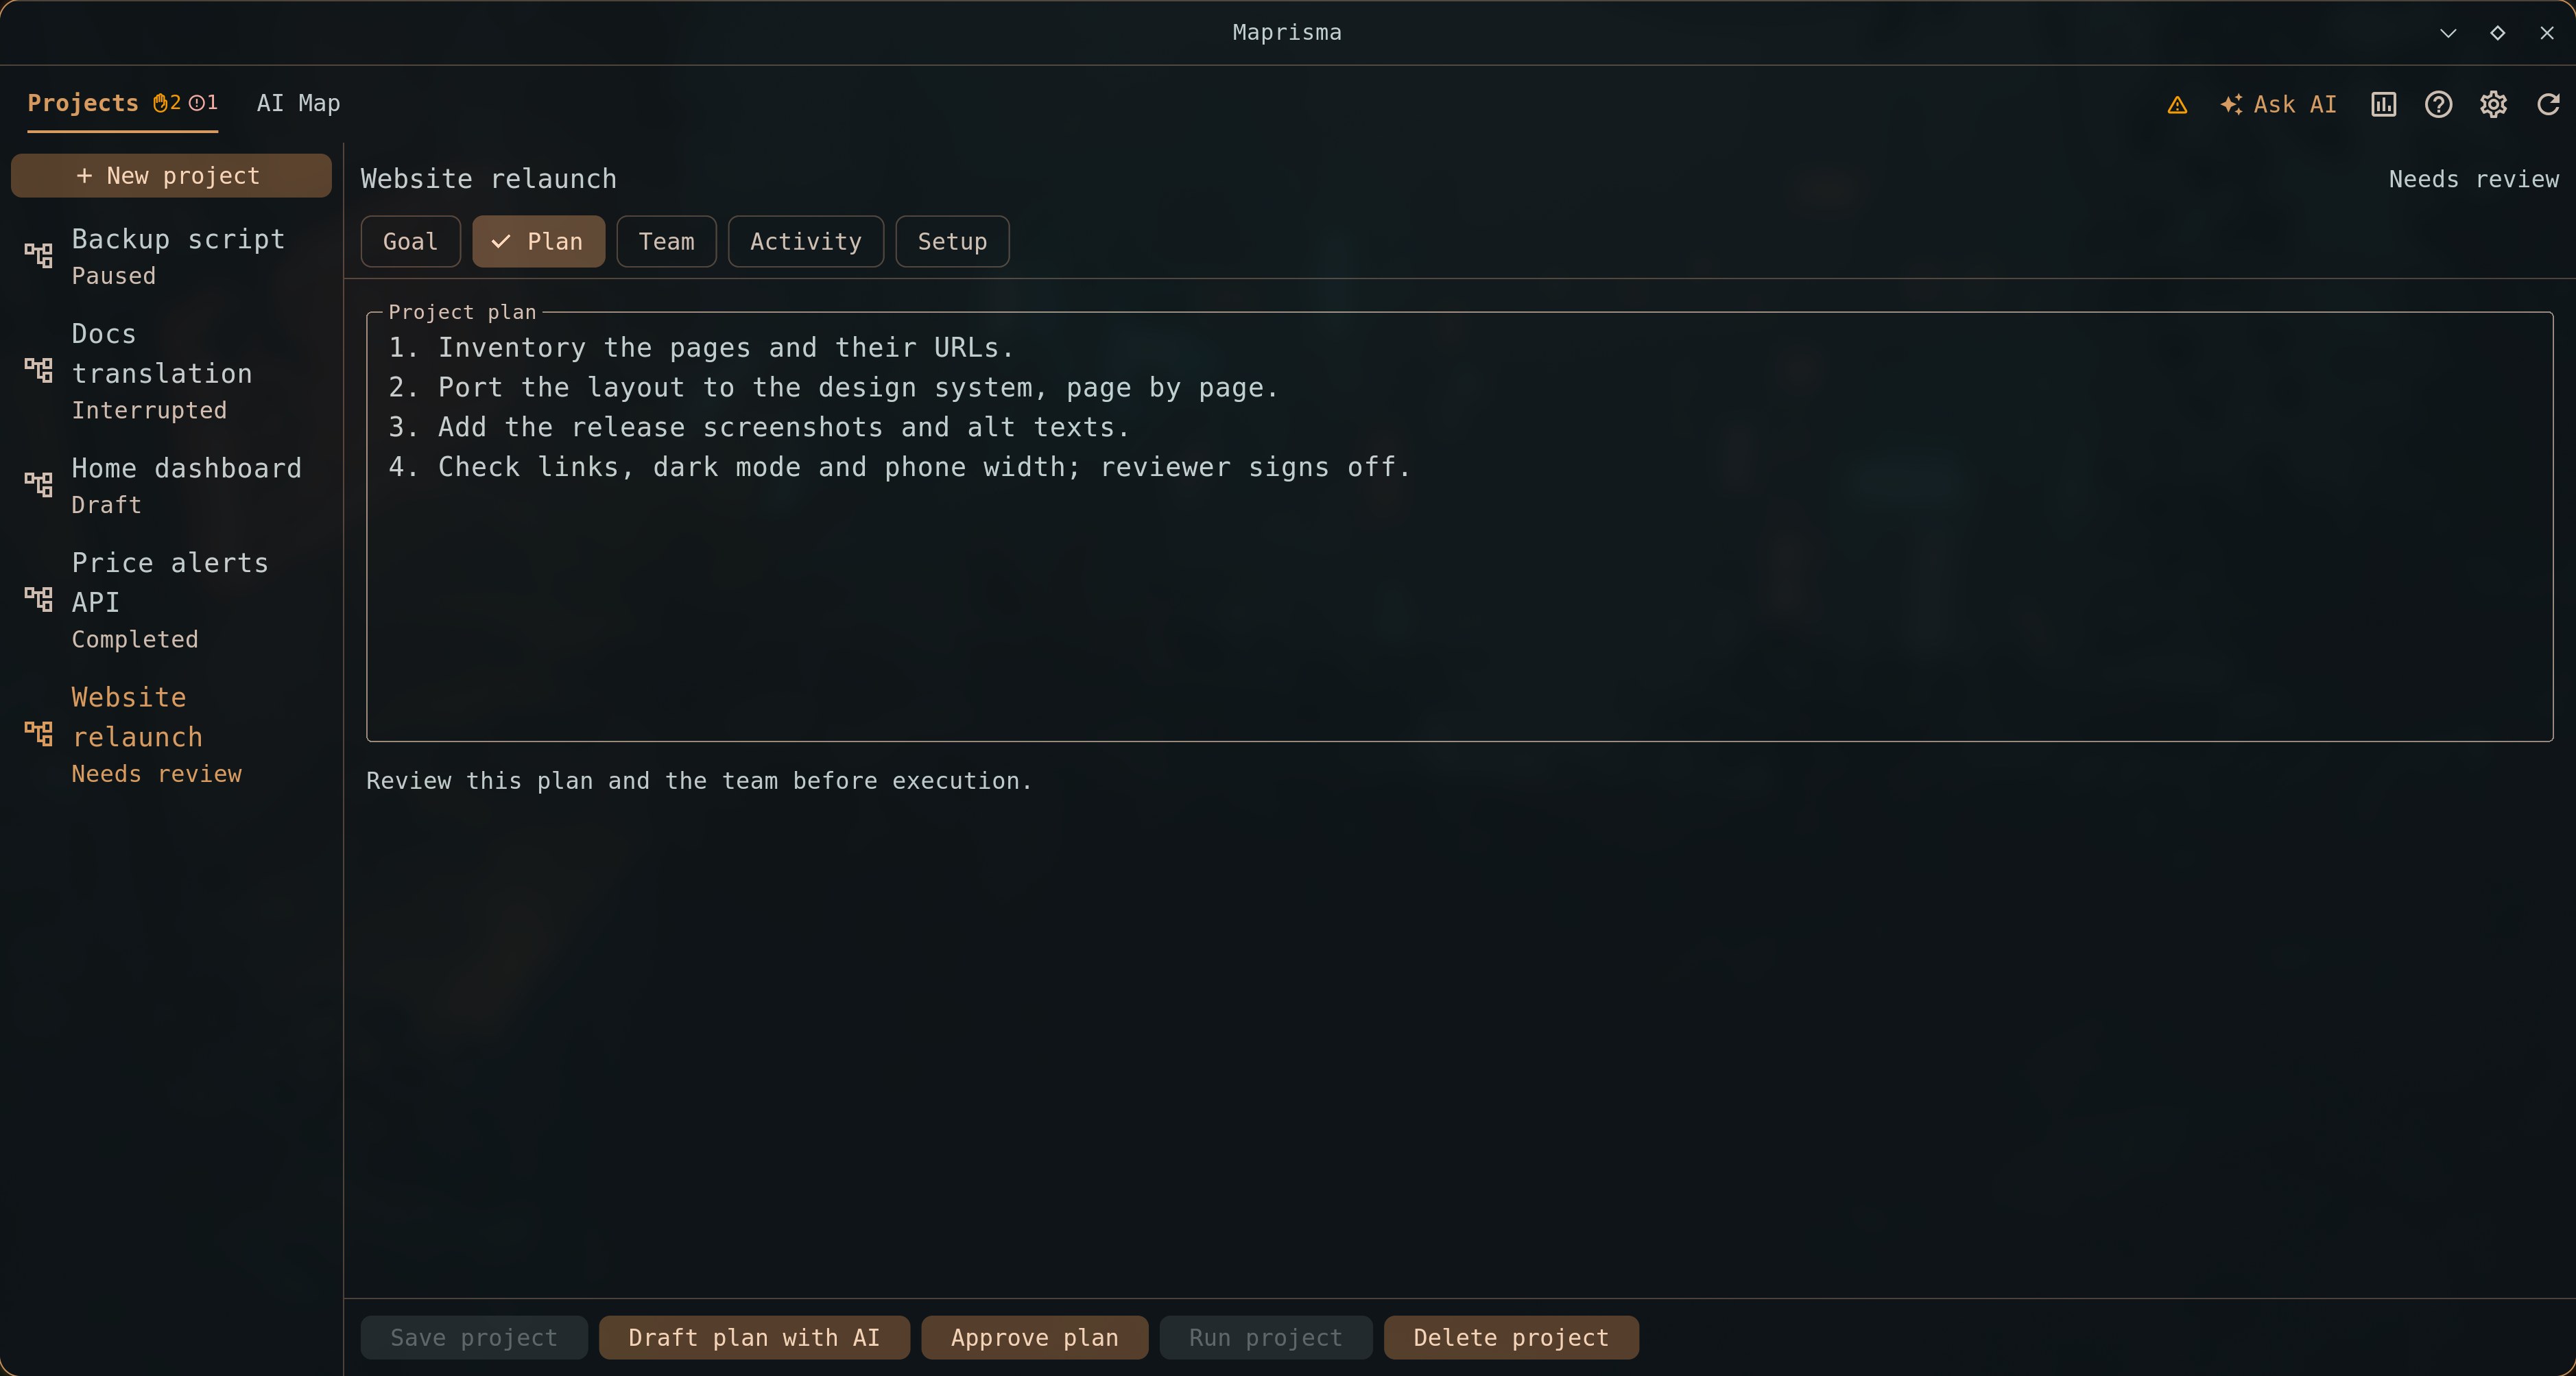 Maprisma
Projects 2 1 AI Map
Ask AI
+ New project
Backup script
Paused
Docs
translation
Interrupted
Home dashboard
Draft
Price alerts
API
Completed
Website
relaunch
Needs review
Website relaunch
Needs review
Goal
Plan
Team
Activity
Setup
Project plan
1. Inventory the pages and their URLs.
2. Port the layout to the design system, page by page.
3. Add the release screenshots and alt texts.
4. Check links, dark mode and phone width; reviewer signs off.
Review this plan and the team before execution.
Save project
Draft plan with AI
Approve plan
Run project
Delete project